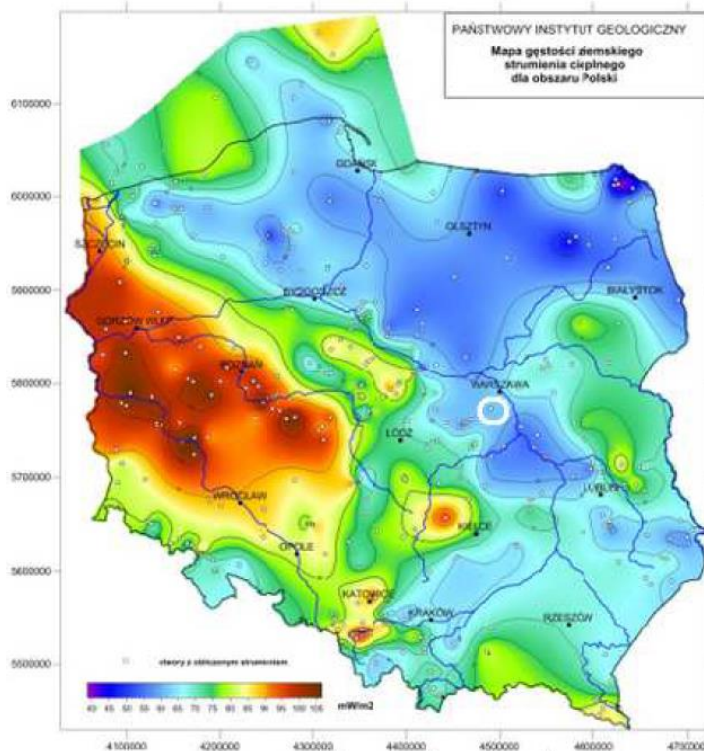 PAŃSTWOWY INSTYTUT GEOLOGICZNY
Mapa gęstości ziemskiego
strumienia cieplnego
dla obszaru Polski
6100000
6000000
5900000
5800000
5700000
5600000
5500000
GDAŃSK
OLSZTYN
SZCZECIN
BYDGOSZCZ
BIAŁYSTOK
GORZÓW WLKP
POZNAŃ
WARSZAWA
ŁÓDŹ
WROCŁAW
LUBLIN
KIELCE
OPOLE
KATOWICE
KRAKÓW
RZESZÓW
otwory z obliczonym strumieniem
40 45 50 55 60 65 70 75 80 85 90 95 100 105 mW/m2
4100000 4200000 4300000 4400000 4500000 4600000